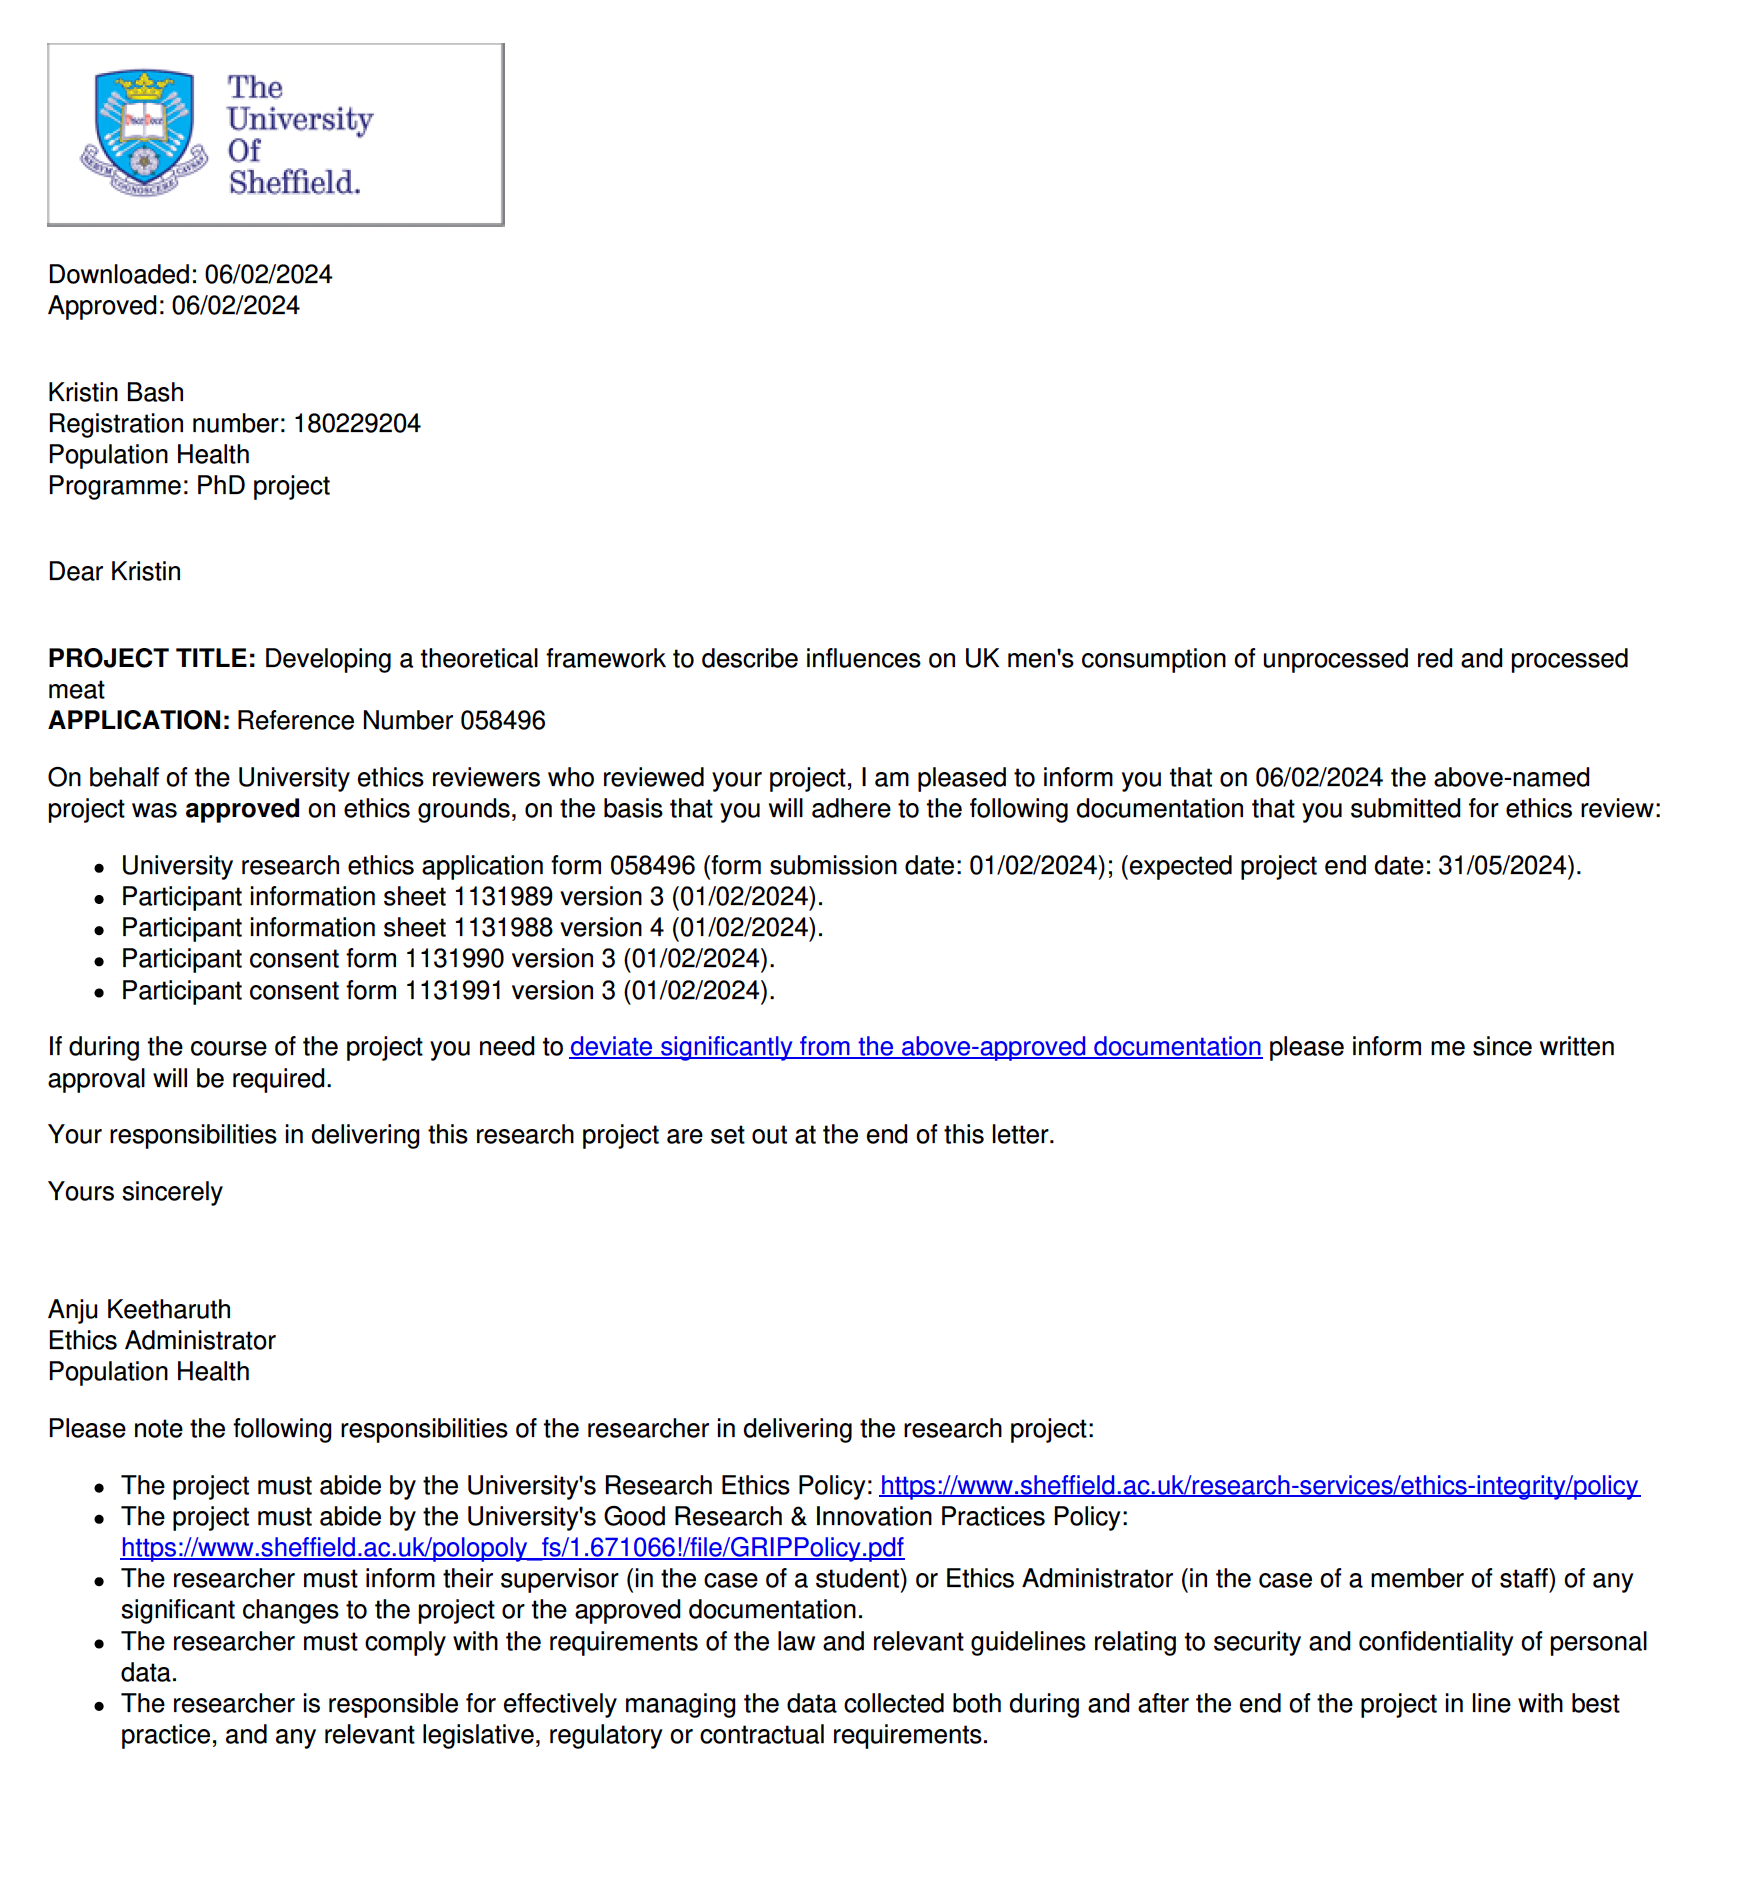 The
University
Of
Sheffield.
Downloaded: 06/02/2024
Approved: 06/02/2024
Kristin Bash
Registration number: 180229204
Population Health
Programme: PhD project
Dear Kristin
PROJECT TITLE: Developing a theoretical framework to describe influences on UK men's consumption of unprocessed red and processed
meat
APPLICATION: Reference Number 058496
On behalf of the University ethics reviewers who reviewed your project, I am pleased to inform you that on 06/02/2024 the above-named
project was approved on ethics grounds, on the basis that you will adhere to the following documentation that you submitted for ethics review:
• University research ethics application form 058496 (form submission date: 01/02/2024); (expected project end date: 31/05/2024).
• Participant information sheet 1131989 version 3 (01/02/2024).
• Participant information sheet 1131988 version 4 (01/02/2024).
• Participant consent form 1131990 version 3 (01/02/2024).
• Participant consent form 1131991 version 3 (01/02/2024).
If during the course of the project you need to deviate significantly from the above-approved documentation please inform me since written
approval will be required.
Your responsibilities in delivering this research project are set out at the end of this letter.
Yours sincerely
Anju Keetharuth
Ethics Administrator
Population Health
Please note the following responsibilities of the researcher in delivering the research project:
• The project must abide by the University's Research Ethics Policy: https://www.sheffield.ac.uk/research-services/ethics-integrity/policy
• The project must abide by the University's Good Research & Innovation Practices Policy:
https://www.sheffield.ac.uk/polopoly_fs/1.671066!/file/GRIPPolicy.pdf
• The researcher must inform their supervisor (in the case of a student) or Ethics Administrator (in the case of a member of staff) of any
significant changes to the project or the approved documentation.
• The researcher must comply with the requirements of the law and relevant guidelines relating to security and confidentiality of personal
data.
• The researcher is responsible for effectively managing the data collected both during and after the end of the project in line with best
practice, and any relevant legislative, regulatory or contractual requirements.